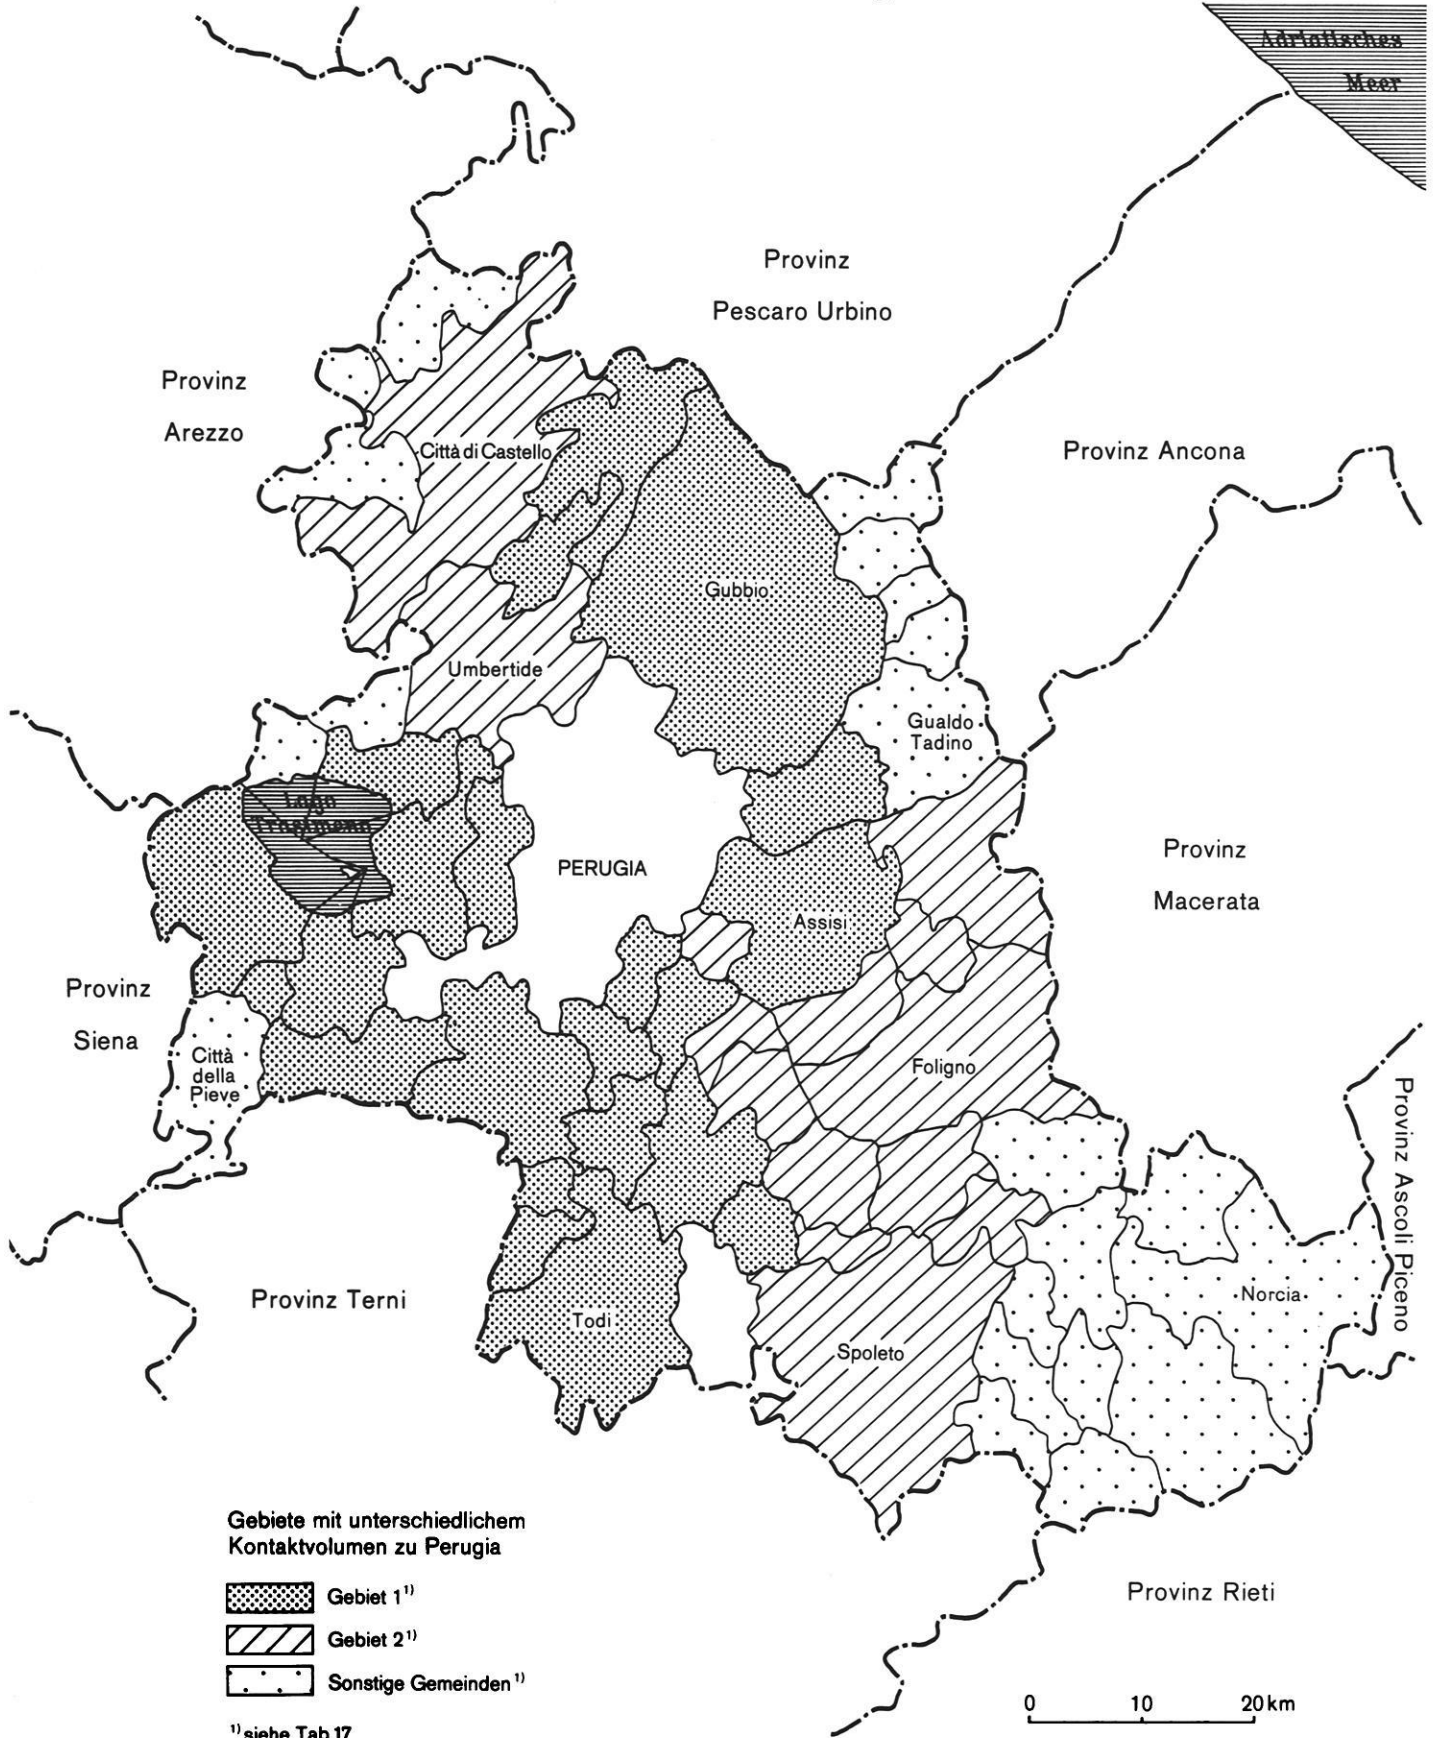 Adriatisches
Meer
Provinz
Pescaro Urbino
Provinz
Arezzo
Provinz Ancona
Città di Castello
Gubbio
Umbertide
Gualdo
Tadino
Lago
Trasimeno
PERUGIA
Provinz
Macerata
Assisi
Provinz
Siena
Città
della
Pieve
Foligno
Provinz Ascoli Piceno
Norcia
Provinz Terni
Todi
Spoleto
Gebiete mit unterschiedlichem
Kontaktvolumen zu Perugia
Gebiet 1¹⁾
Gebiet 2¹⁾
Sonstige Gemeinden¹⁾
¹⁾ siehe Tab 17
Provinz Rieti
0 10 20 km